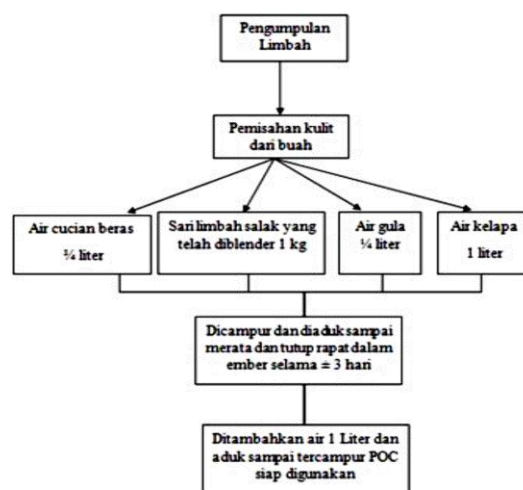 Pengumpulan
Limbah
Pemisahan kulit
dari buah
Air cucian beras
¼ liter
Sari limbah salak yang
telah diblender 1 kg
Air gula
¼ liter
Air kelapa
1 liter
Dicampur dan diaduk sampai
merata dan tutup rapat dalam
ember selama ± 3 hari
Ditambahkan air 1 Liter dan
aduk sampai tercampur POC
siap digunakan